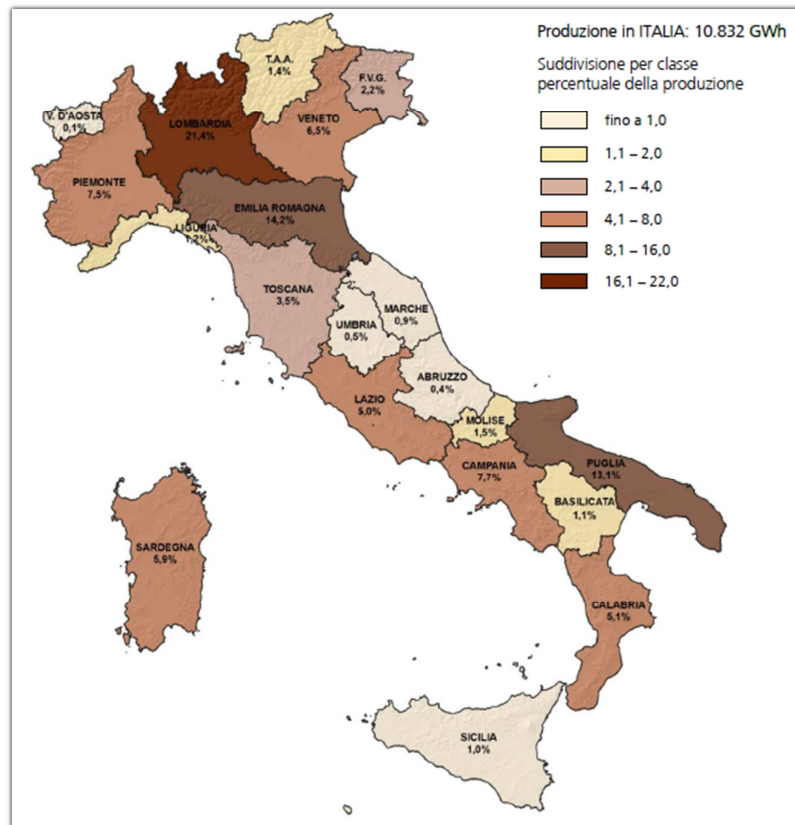 Produzione in ITALIA: 10.832 GWh
Suddivisione per classe
percentuale della produzione
fino a 1,0
1,1 – 2,0
2,1 – 4,0
4,1 – 8,0
8,1 – 16,0
16,1 – 22,0
T.A.A.
1,4%
F.V.G.
2,2%
V. D'AOSTA
0,1%
LOMBARDIA
21,4%
VENETO
6,5%
PIEMONTE
7,5%
EMILIA ROMAGNA
14,2%
LIGURIA
1,2%
TOSCANA
3,5%
MARCHE
0,9%
UMBRIA
0,5%
ABRUZZO
0,4%
LAZIO
5,0%
MOLISE
1,5%
CAMPANIA
7,7%
PUGLIA
13,1%
BASILICATA
1,1%
SARDEGNA
5,9%
CALABRIA
5,1%
SICILIA
1,0%